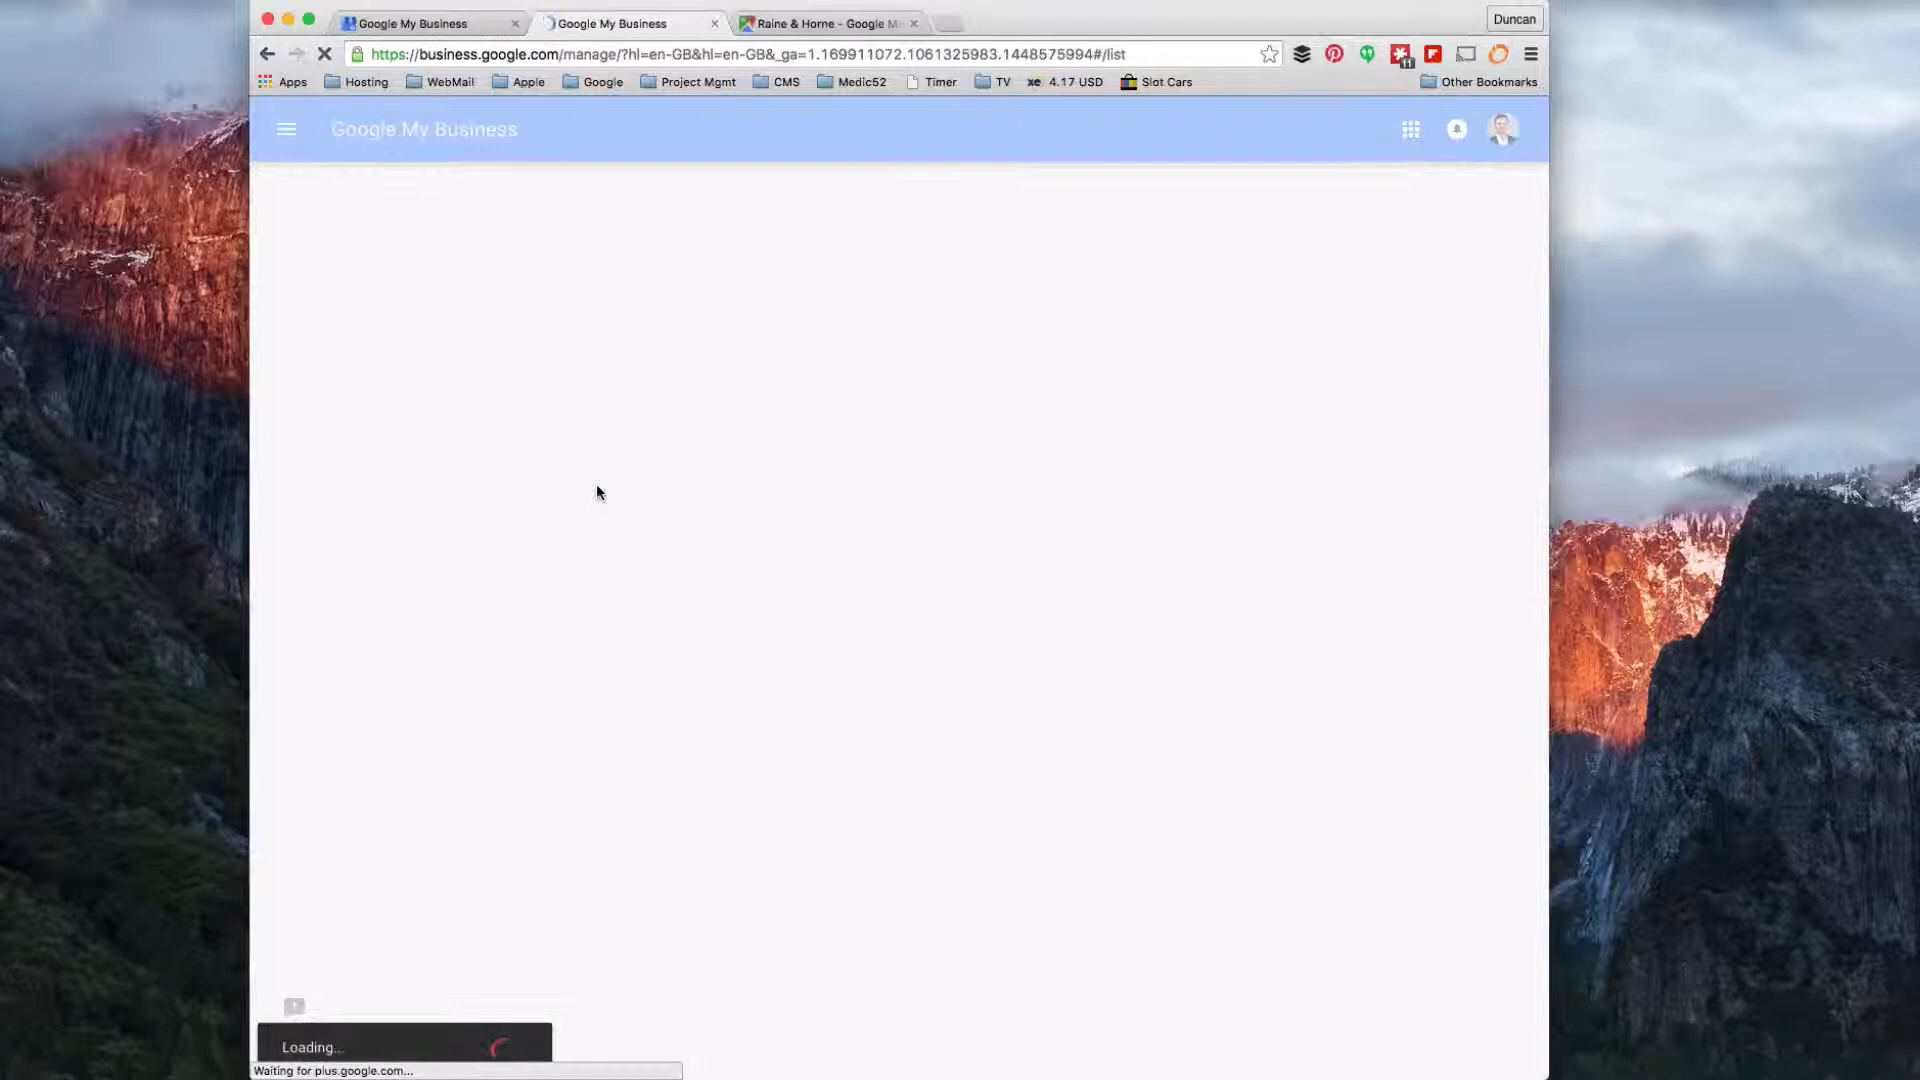 Google My Business
Google My Business
Raine & Horne - Google M
Duncan
https://business.google.com/manage/?hl=en-GB&hl=en-GB&_ga=1.169911072.1061325983.1448575994#/list
11
Apps
Hosting
WebMail
Apple
Google
Project Mgmt
CMS
Medic52
Timer
TV
xe 4.17 USD
Slot Cars
Other Bookmarks
Google My Business
Loading...
Waiting for plus.google.com...